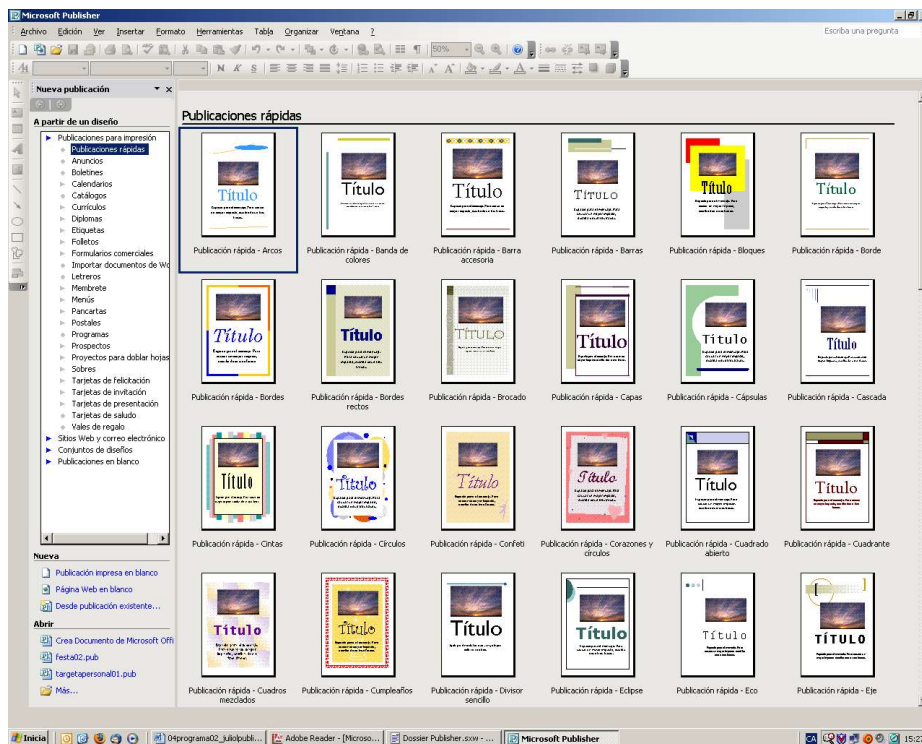 Microsoft Publisher
Archivo Edición Ver Insertar Formato Herramientas Tabla Organizar Ventana ?
Escriba una pregunta
50%
N K S
Nueva publicación
A partir de un diseño
Publicaciones para impresión
Publicaciones rápidas
Anuncios
Boletines
Calendarios
Catálogos
Currículos
Diplomas
Etiquetas
Folletos
Formularios comerciales
Importar documentos de Wo
Letreros
Membrete
Menús
Pancartas
Postales
Programas
Prospectos
Proyectos para doblar hojas
Sobres
Tarjetas de felicitación
Tarjetas de invitación
Tarjetas de presentación
Tarjetas de saludo
Vales de regalo
Sitios Web y correo electrónico
Conjuntos de diseños
Publicaciones en blanco
Nueva
Publicación impresa en blanco
Página Web en blanco
Desde publicación existente...
Abrir
Crea Documento de Microsoft Offi
festa02.pub
targetapersonal01.pub
Más...
Publicaciones rápidas
Título Título Título Título Título Título
Publicación rápida - Arcos
Publicación rápida - Banda de colores
Publicación rápida - Barra accesoria
Publicación rápida - Barras
Publicación rápida - Bloques
Publicación rápida - Borde
Título Título Título Título Título Título
Publicación rápida - Bordes
Publicación rápida - Bordes rectos
Publicación rápida - Brocado
Publicación rápida - Capas
Publicación rápida - Cápsulas
Publicación rápida - Cascada
Título Título Título Título Título Título
Publicación rápida - Cintas
Publicación rápida - Círculos
Publicación rápida - Confeti
Publicación rápida - Corazones y círculos
Publicación rápida - Cuadrado abierto
Publicación rápida - Cuadrante
Título Título Título Título Título TÍTULO
Publicación rápida - Cuadros mezclados
Publicación rápida - Cumpleaños
Publicación rápida - Divisor sencillo
Publicación rápida - Eclipse
Publicación rápida - Eco
Publicación rápida - Eje
Inicia
04programa02_juliolpubli...
Adobe Reader - [Microso...
Dossier Publisher.sxw - ...
Microsoft Publisher
CA